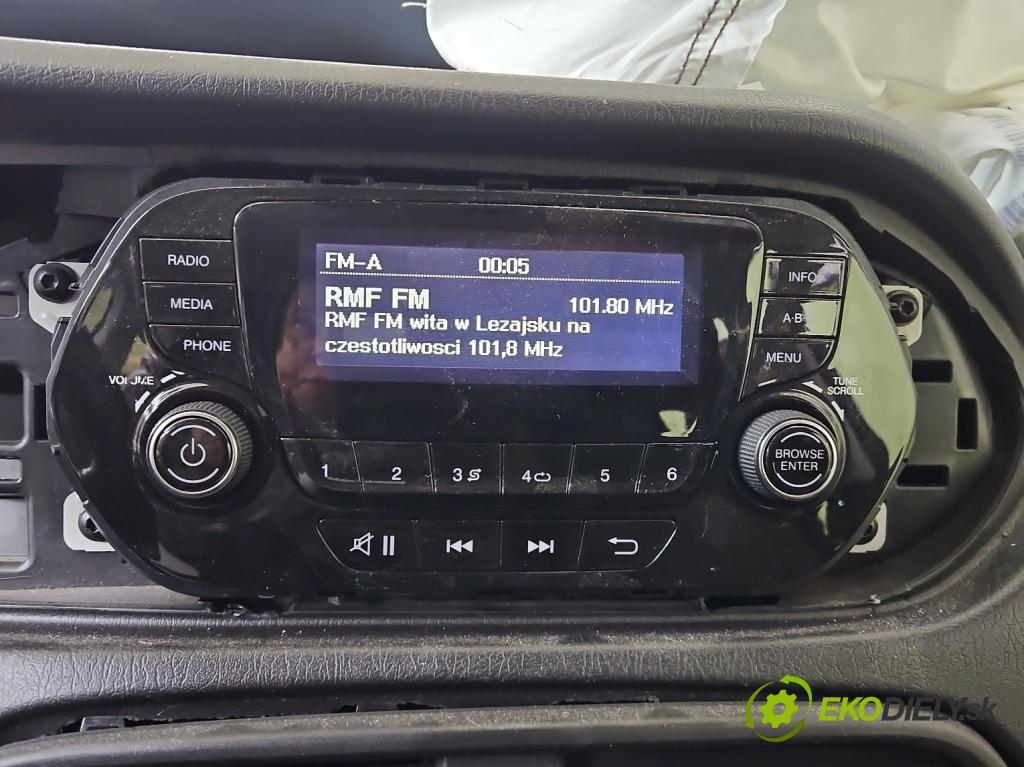 FM-A 00:05
RMF FM 101.80 MHz
RMF FM wita w Lezajsku na
czestotliwosci 101,8 MHz
RADIO
MEDIA
PHONE
VOLUME
INFO
MENU
TUNE
SCROLL
BROWSE
ENTER
1 2 3 4 5 6
EKODIELY.sk